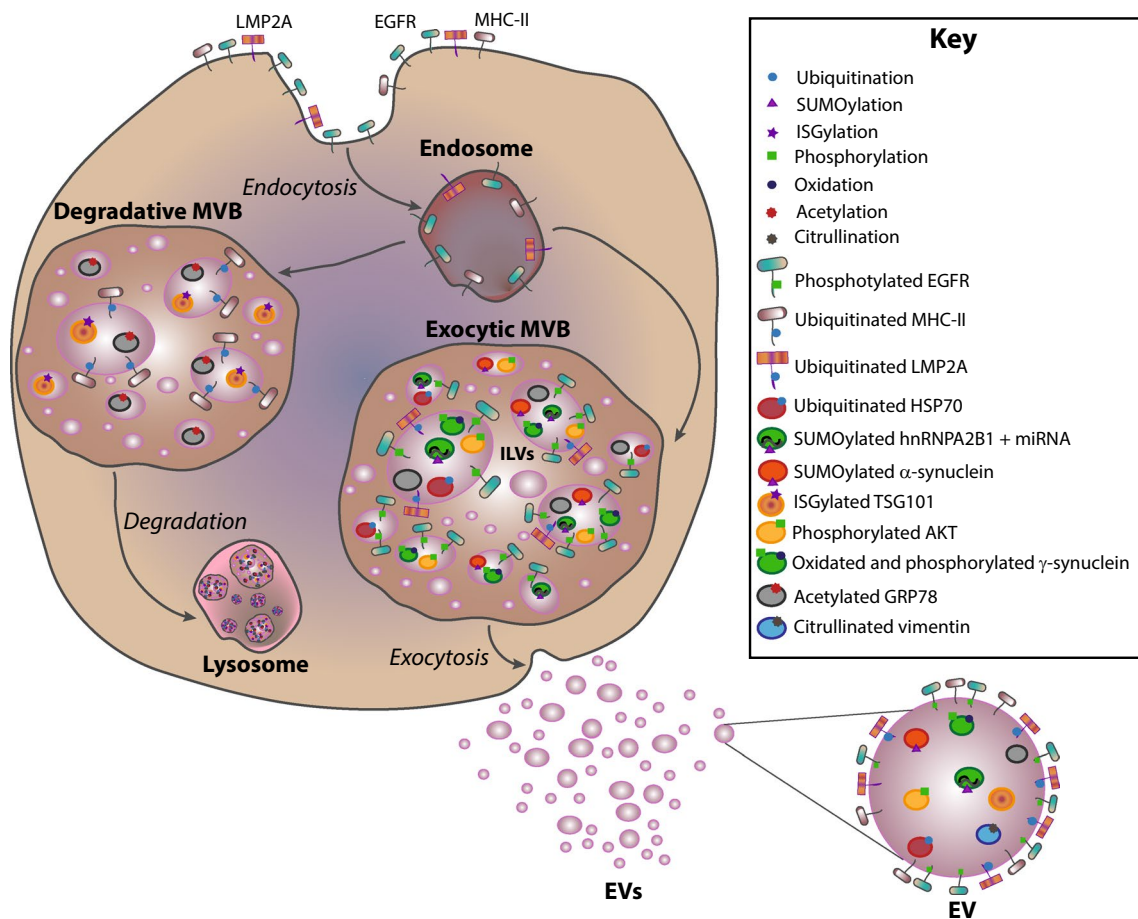 LMP2A
EGFR
MHC-II
Endosome
Endocytosis
Degradative MVB
Exocytic MVB
ILVs
Degradation
Lysosome
Exocytosis
EVs
EV
Key
Ubiquitination
SUMOylation
ISGylation
Phosphorylation
Oxidation
Acetylation
Citrullination
Phosphotylated EGFR
Ubiquitinated MHC-II
Ubiquitinated LMP2A
Ubiquitinated HSP70
SUMOylated hnRNPA2B1 + miRNA
SUMOylated α-synuclein
ISGylated TSG101
Phosphorylated AKT
Oxidated and phosphorylated γ-synuclein
Acetylated GRP78
Citrullinated vimentin